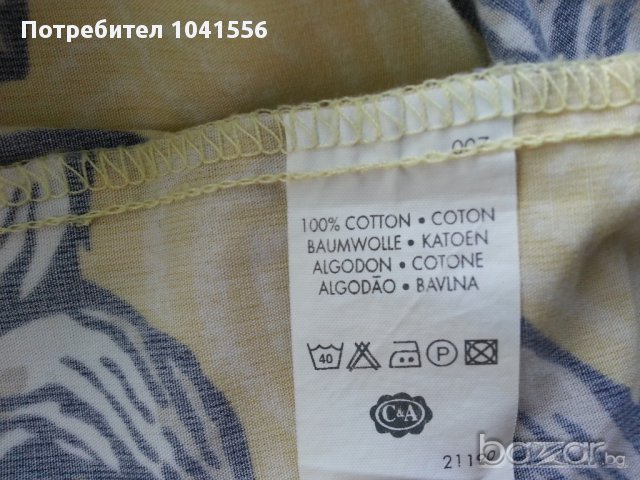 Потребител 1041556
007
100% COTTON • COTON
BAUMWOLLE • KATOEN
ALGODON • COTONE
ALGODÃO • BAVLNA
40 P
C&A
bazar.bg